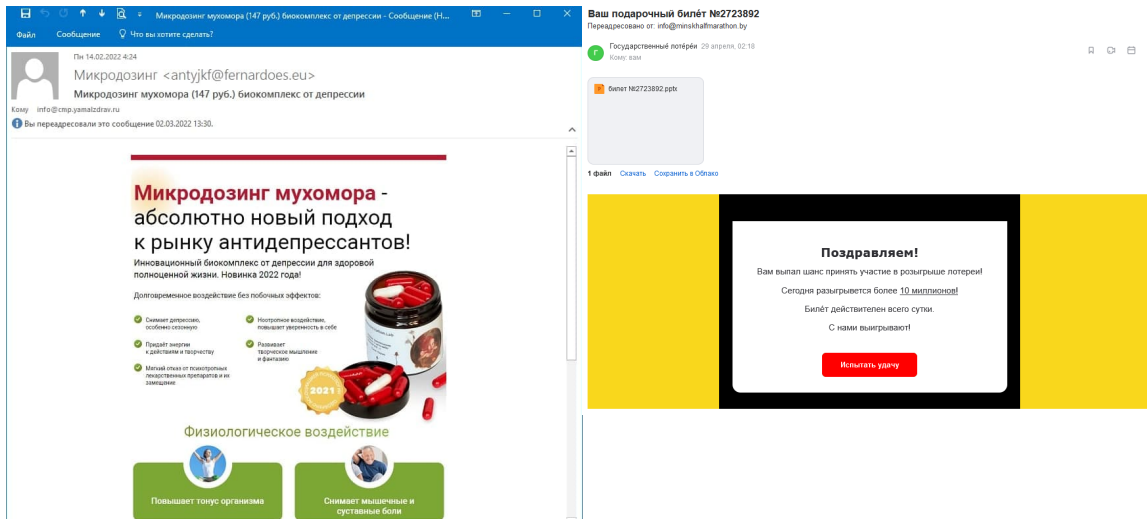 Микродозинг мухомора (147 руб.) биокомплекс от депрессии - Сообщение (H...
Файл Сообщение Что вы хотите сделать?
Пн 14.02.2022 4:24
Микродозинг <antyjkf@fernardoes.eu>
Микродозинг мухомора (147 руб.) биокомплекс от депрессии
Кому info@cmp.yamalzdrav.ru
Вы переадресовали это сообщение 02.03.2022 13:30.
Микродозинг мухомора -
абсолютно новый подход
к рынку антидепрессантов!
Инновационный биокомплекс от депрессии для здоровой
полноценной жизни. Новинка 2022 года!
Долговременное воздействие без побочных эффектов:
Снимает депрессию,
особенно сезонную
Придаёт энергии
к действиям и творчеству
Мягкий отказ от психотропных
лекарственных препаратов и их
замещение
Ноотропное воздействие,
повышает уверенность в себе
Развивает
творческое мышление
и фантазию
2021
Физиологическое воздействие
Повышает тонус организма
Снимает мышечные и
суставные боли
Ваш подарочный билёт №2723892
Переадресовано от: info@minskhalfmarathon.by
Г
Государственныё лотёрёи 29 апреля, 02:18
Кому: вам
P
билет №2723892.pptx
1 файл Скачать Сохранить в Облако
Поздравляем!
Вам выпал шанс принять участие в розыгрыше лотереи!
Сегодня разыгрывется более 10 миллионов!
Билёт действителен всего сутки.
С нами выигрывают!
Испытать удачу